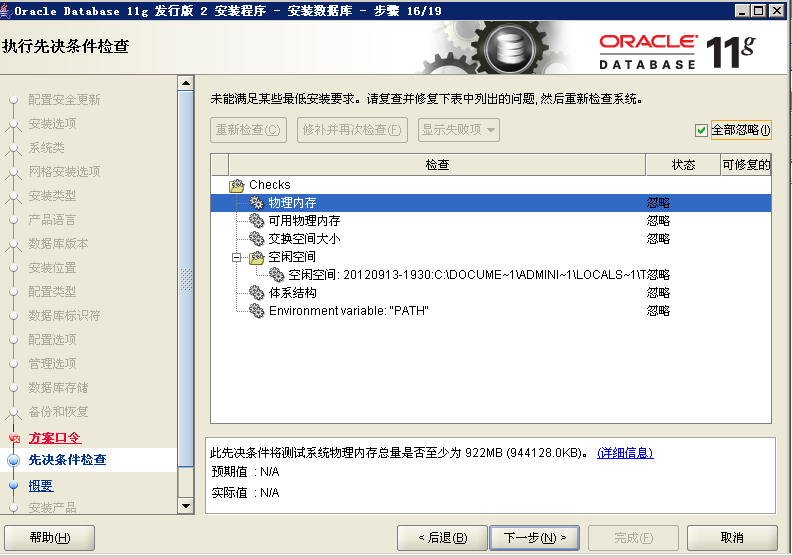 Oracle Database 11g 发行版 2 安装程序 - 安装数据库 - 步骤 16/19
执行先决条件检查
ORACLE
DATABASE
11g
配置安全更新
安装选项
系统类
网格安装选项
安装类型
产品语言
数据库版本
安装位置
配置类型
数据库标识符
配置选项
管理选项
数据库存储
备份和恢复
方案口令
先决条件检查
概要
安装产品
未能满足某些最低安装要求。请复查并修复下表中列出的问题, 然后重新检查系统。
重新检查(C) 修补并再次检查(F) 显示失败项 全部忽略(I)
检查 状态 可修复的
Checks
物理内存 忽略
可用物理内存 忽略
交换空间大小 忽略
空闲空间
空闲空间: 20120913-1930:C:\DOCUME~1\ADMINI~1\LOCALS~1\T 忽略
体系结构 忽略
Environment variable: "PATH" 忽略
此先决条件将测试系统物理内存总量是否至少为 922MB (944128.0KB)。 (详细信息)
预期值 : N/A
实际值 : N/A
帮助(H) < 后退(B) 下一步(N) > 完成(F) 取消